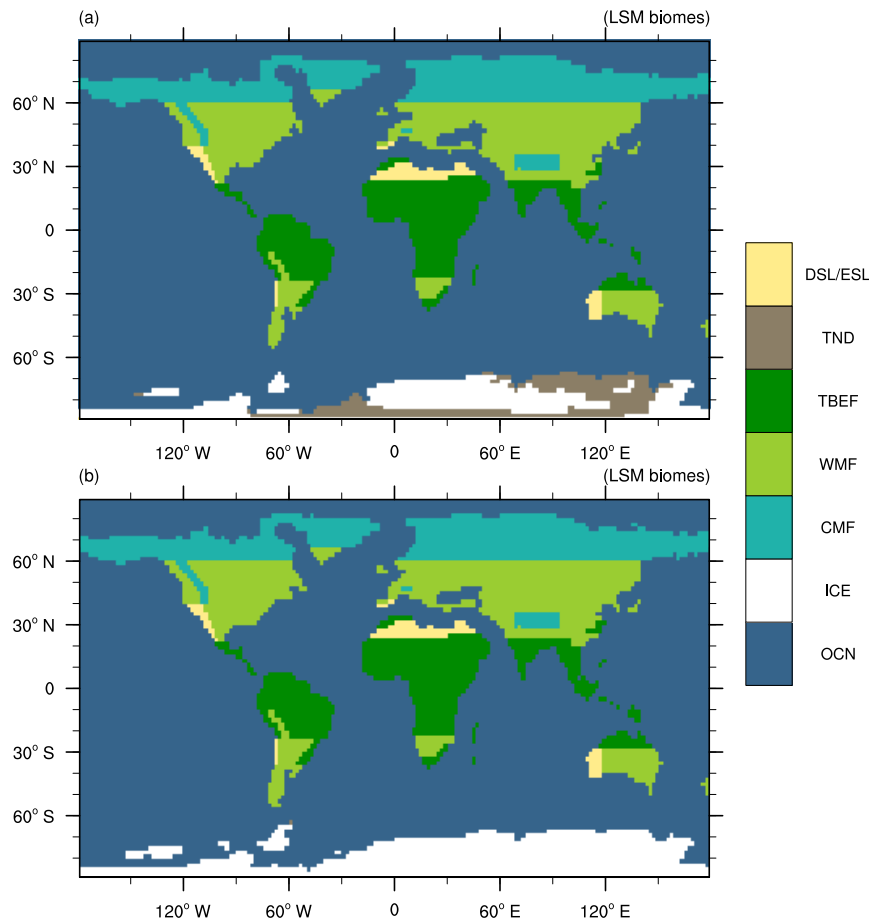 (a) (LSM biomes)
60° N
30° N
0
30° S
60° S
120° W 60° W 0 60° E 120° E
(b) (LSM biomes)
60° N
30° N
0
30° S
60° S
120° W 60° W 0 60° E 120° E
DSL/ESL
TND
TBEF
WMF
CMF
ICE
OCN